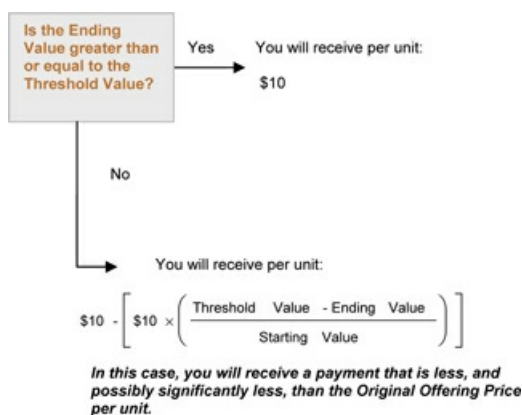 Is the Ending
Value greater than
or equal to the
Threshold Value?
Yes
You will receive per unit:
$10
No
You will receive per unit:
$10 - [ $10 × ( Threshold Value - Ending Value
Starting Value ) ]
In this case, you will receive a payment that is less, and
possibly significantly less, than the Original Offering Price
per unit.